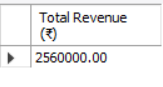 Total Revenue
(₹)
2560000.00